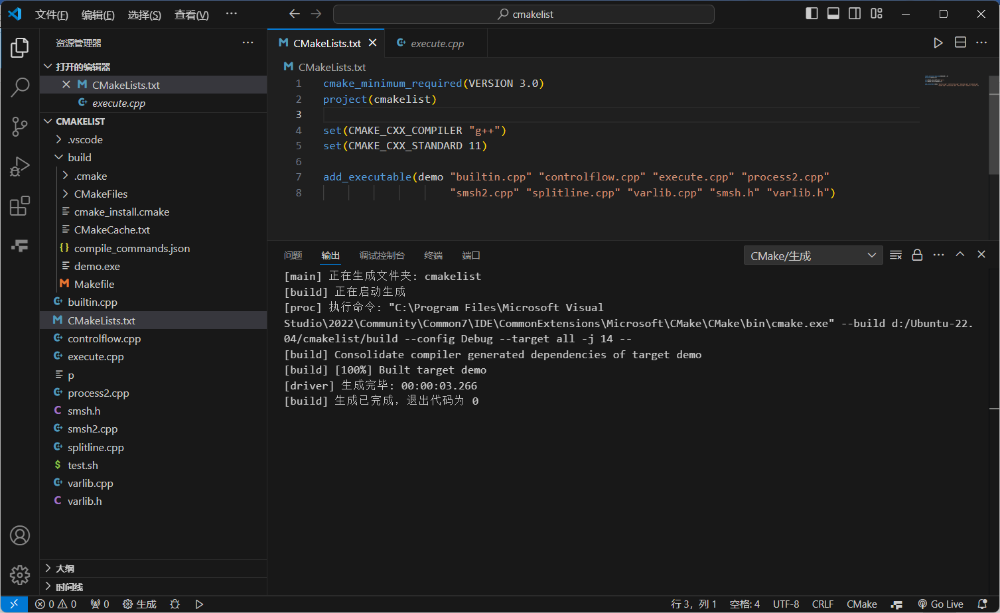 文件(F) 编辑(E) 选择(S) 查看(V) ··· cmakelist
资源管理器 ···
打开的编辑器
CMakeLists.txt
execute.cpp
CMAKELIST
.vscode
build
.cmake
CMakeFiles
cmake_install.cmake
CMakeCache.txt
{} compile_commands.json
demo.exe
Makefile
builtin.cpp
CMakeLists.txt
controlflow.cpp
execute.cpp
p
process2.cpp
smsh.h
smsh2.cpp
splitline.cpp
$ test.sh
varlib.cpp
varlib.h
大纲
时间线
CMakeLists.txt execute.cpp
CMakeLists.txt
1 cmake_minimum_required(VERSION 3.0)
2 project(cmakelist)
3
4 set(CMAKE_CXX_COMPILER "g++")
5 set(CMAKE_CXX_STANDARD 11)
6
7 add_executable(demo "builtin.cpp" "controlflow.cpp" "execute.cpp" "process2.cpp"
8 "smsh2.cpp" "splitline.cpp" "varlib.cpp" "smsh.h" "varlib.h")
问题 输出 调试控制台 终端 端口 CMake/生成
[main] 正在生成文件夹: cmakelist
[build] 正在启动生成
[proc] 执行命令: "C:\Program Files\Microsoft Visual
Studio\2022\Community\Common7\IDE\CommonExtensions\Microsoft\CMake\CMake\bin\cmake.exe" --build d:/Ubuntu-22.
04/cmakelist/build --config Debug --target all -j 14 --
[build] Consolidate compiler generated dependencies of target demo
[build] [100%] Built target demo
[driver] 生成完毕: 00:00:03.266
[build] 生成已完成，退出代码为 0
0 0 0 生成 行 3，列 1 空格: 4 UTF-8 CRLF CMake Go Live